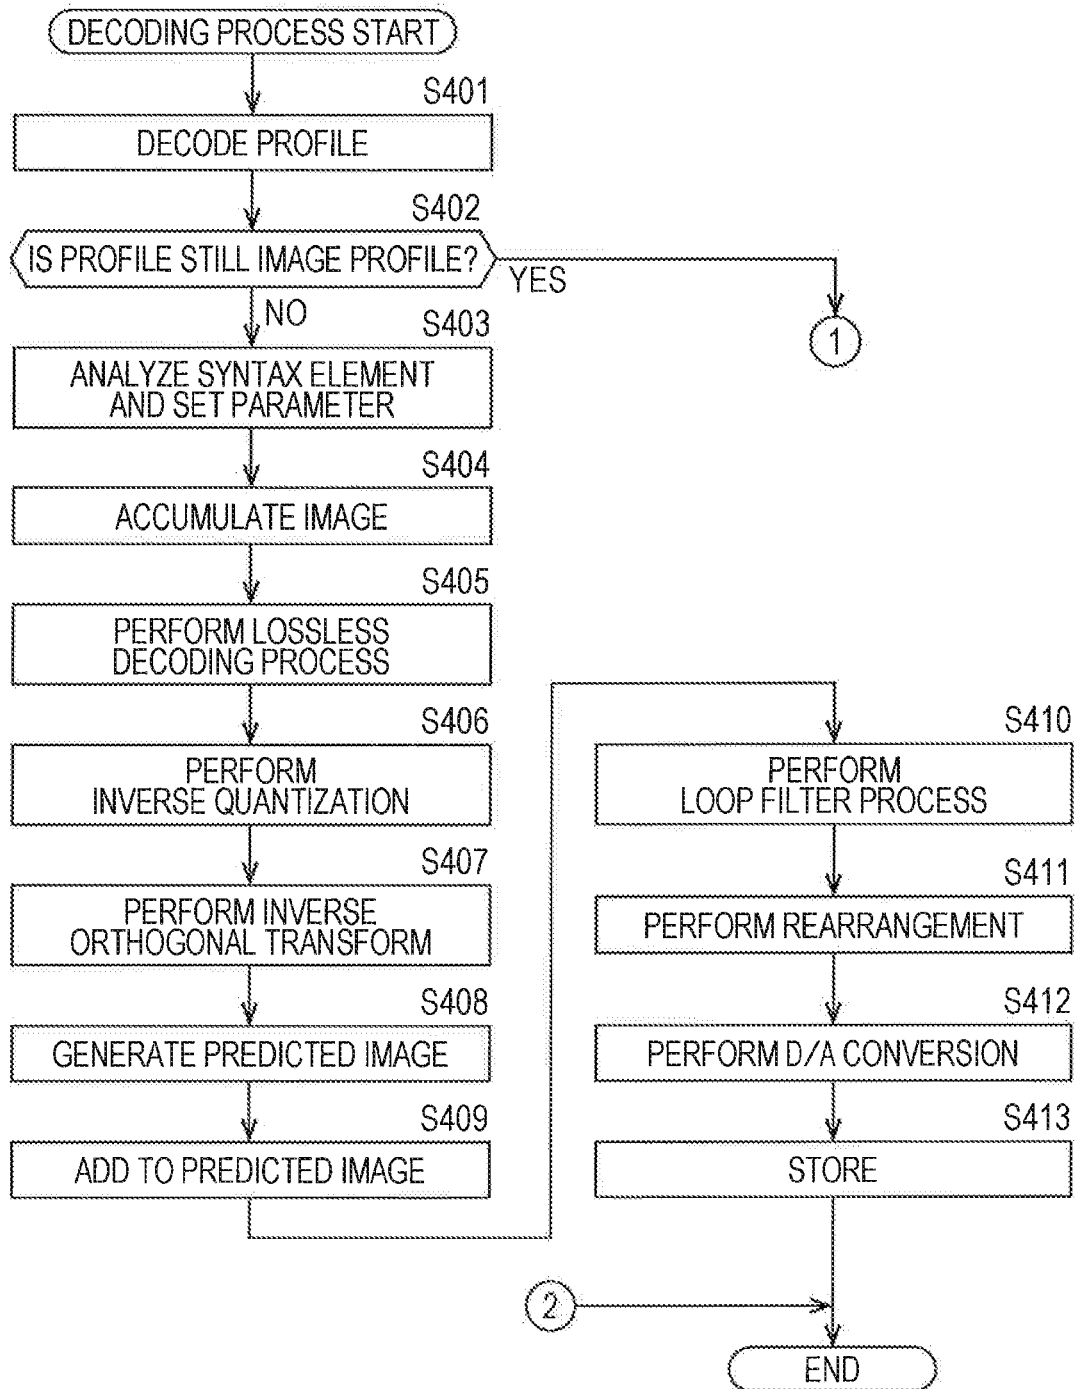 DECODING PROCESS START
S401
DECODE PROFILE
S402
IS PROFILE STILL IMAGE PROFILE?
YES
NO
1
S403
ANALYZE SYNTAX ELEMENT
AND SET PARAMETER
S404
ACCUMULATE IMAGE
S405
PERFORM LOSSLESS
DECODING PROCESS
S406
PERFORM
INVERSE QUANTIZATION
S407
PERFORM INVERSE
ORTHOGONAL TRANSFORM
S408
GENERATE PREDICTED IMAGE
S409
ADD TO PREDICTED IMAGE
S410
PERFORM
LOOP FILTER PROCESS
S411
PERFORM REARRANGEMENT
S412
PERFORM D/A CONVERSION
S413
STORE
2
END